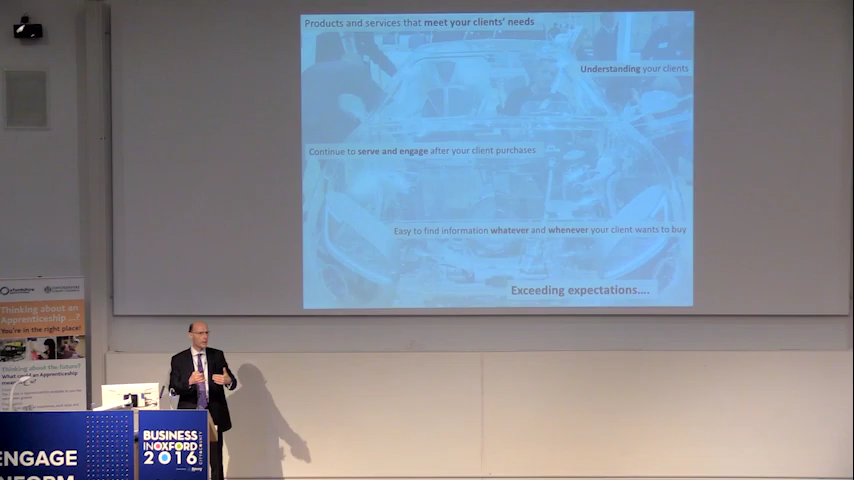 Products and services that meet your clients' needs
Understanding your clients
Continue to serve and engage after your client purchases
Easy to find information whatever and whenever your client wants to buy
Exceeding expectations....
Thinking about an
Apprenticeship ...?
You're in the right place!
Thinking about the Future?
BUSINESS
INOXFORD
2016
ENGAGE